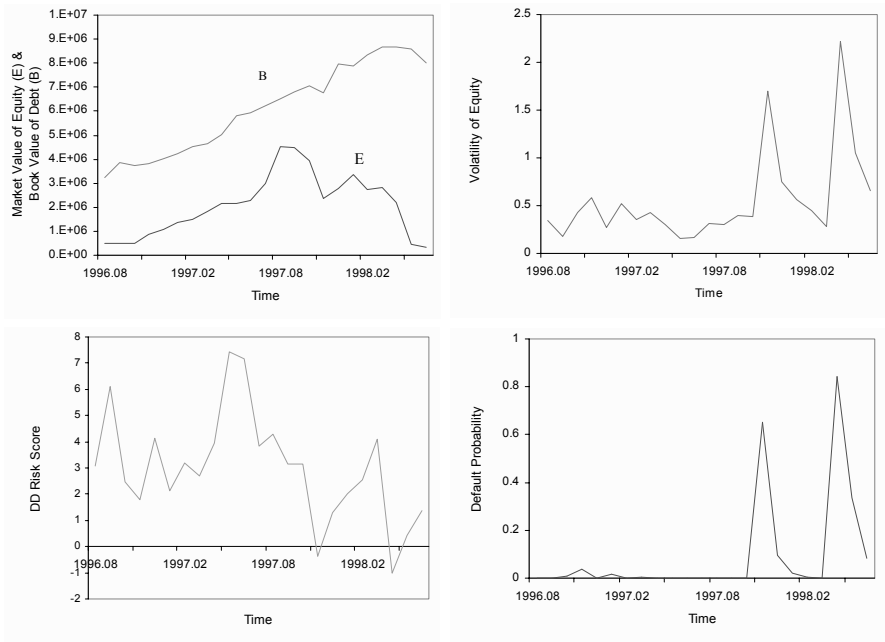 1.E+07
9.E+06
8.E+06
7.E+06
6.E+06
5.E+06
4.E+06
3.E+06
2.E+06
1.E+06
0.E+00
Market Value of Equity (E) &
Book Value of Debt (B)
B
E
1996.08 1997.02 1997.08 1998.02
Time
2.5
2
1.5
1
0.5
0
Volatility of Equity
1996.08 1997.02 1997.08 1998.02
Time
8
7
6
5
4
3
2
1
0
-1
-2
DD Risk Score
1996.08 1997.02 1997.08 1998.02
Time
1
0.8
0.6
0.4
0.2
0
Default Probability
1996.08 1997.02 1997.08 1998.02
Time